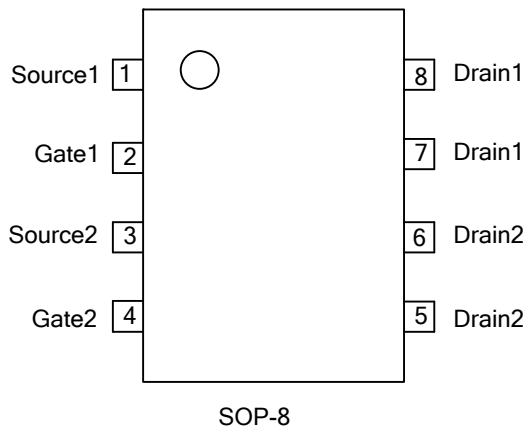 Source1 1 8 Drain1
Gate1 2 7 Drain1
Source2 3 6 Drain2
Gate2 4 5 Drain2
SOP-8